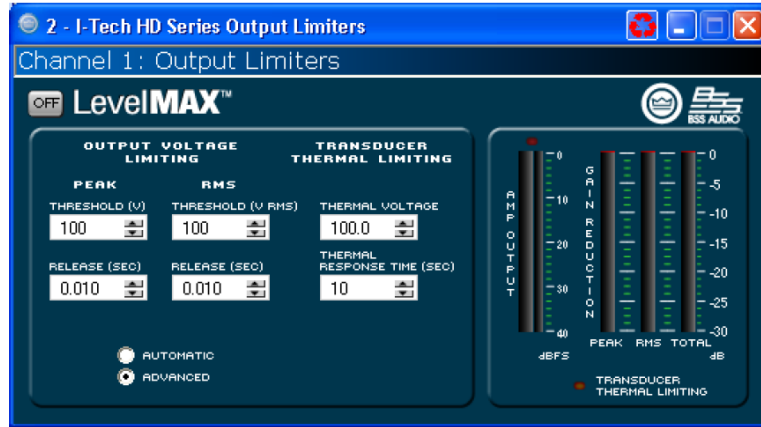 2 - I-Tech HD Series Output Limiters
Channel 1: Output Limiters
OFF LevelMAX™
BSS AUDIO
OUTPUT VOLTAGE LIMITING
PEAK
RMS
THRESHOLD (V)
100
THRESHOLD (V RMS)
100
RELEASE (SEC)
0.010
RELEASE (SEC)
0.010
TRANSDUCER THERMAL LIMITING
THERMAL VOLTAGE
100.0
THERMAL RESPONSE TIME (SEC)
10
AUTOMATIC
ADVANCED
AMP OUTPUT
0
10
20
30
40
dBFS
GAIN REDUCTION
0
-5
-10
-15
-20
-25
-30
PEAK RMS TOTAL
dB
TRANSDUCER
THERMAL LIMITING